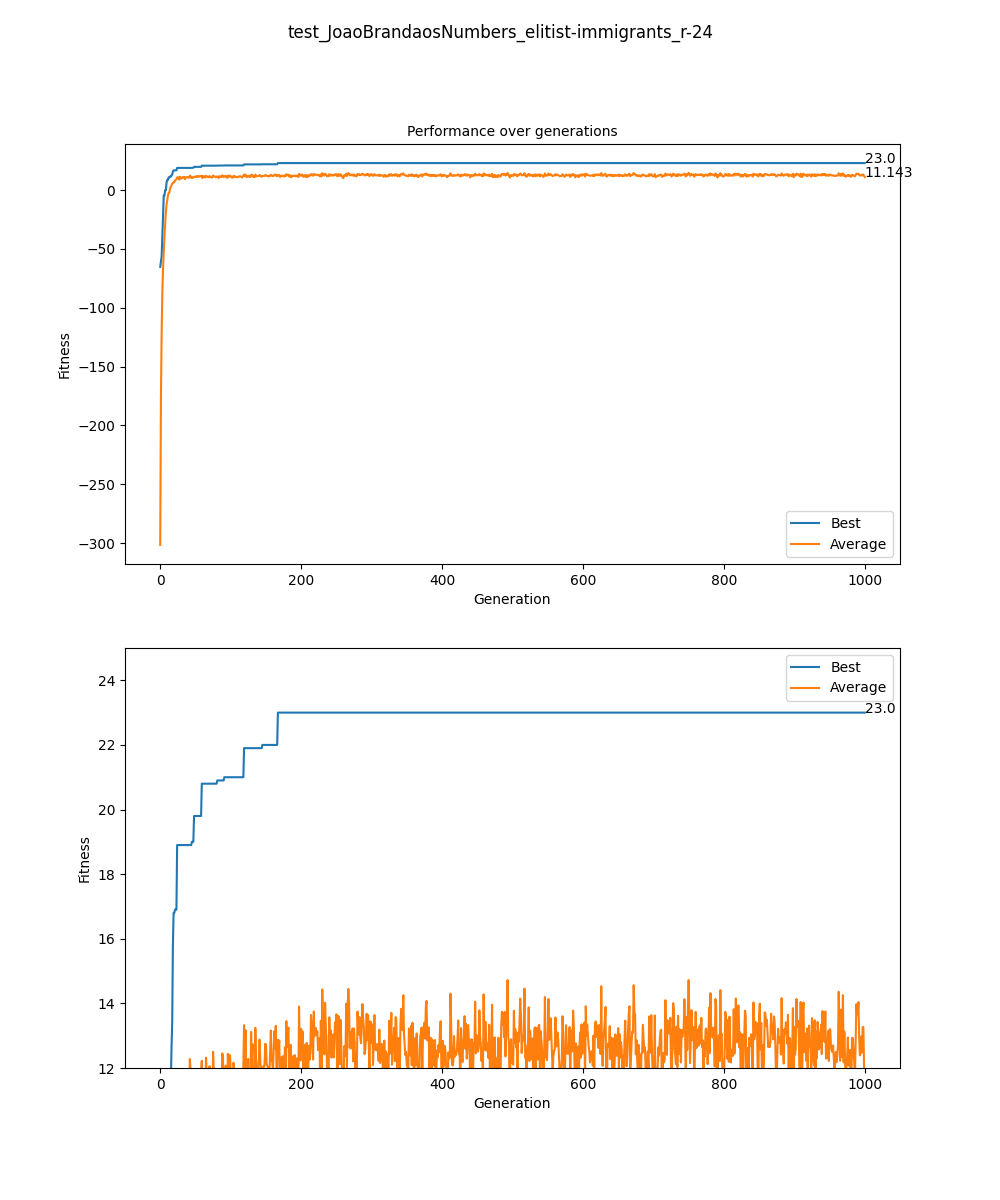 test_JoaoBrandaosNumbers_elitist-immigrants_r-24
Performance over generations
23.0
11.143
0
−50
−100
−150
−200
−250
−300
Fitness
Best
Average
0 200 400 600 800 1000
Generation
24
22
20
18
16
14
12
Fitness
Best
Average
23.0
0 200 400 600 800 1000
Generation